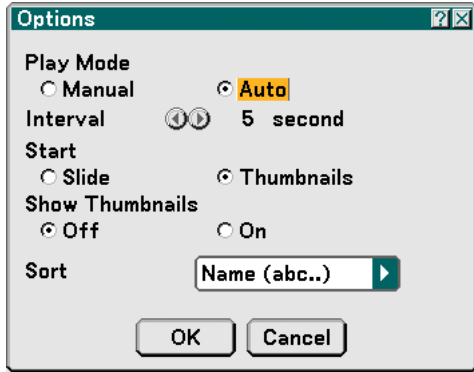 Options
Play Mode
Manual Auto
Interval 5 second
Start
Slide Thumbnails
Show Thumbnails
Off On
Sort Name (abc..)
OK Cancel